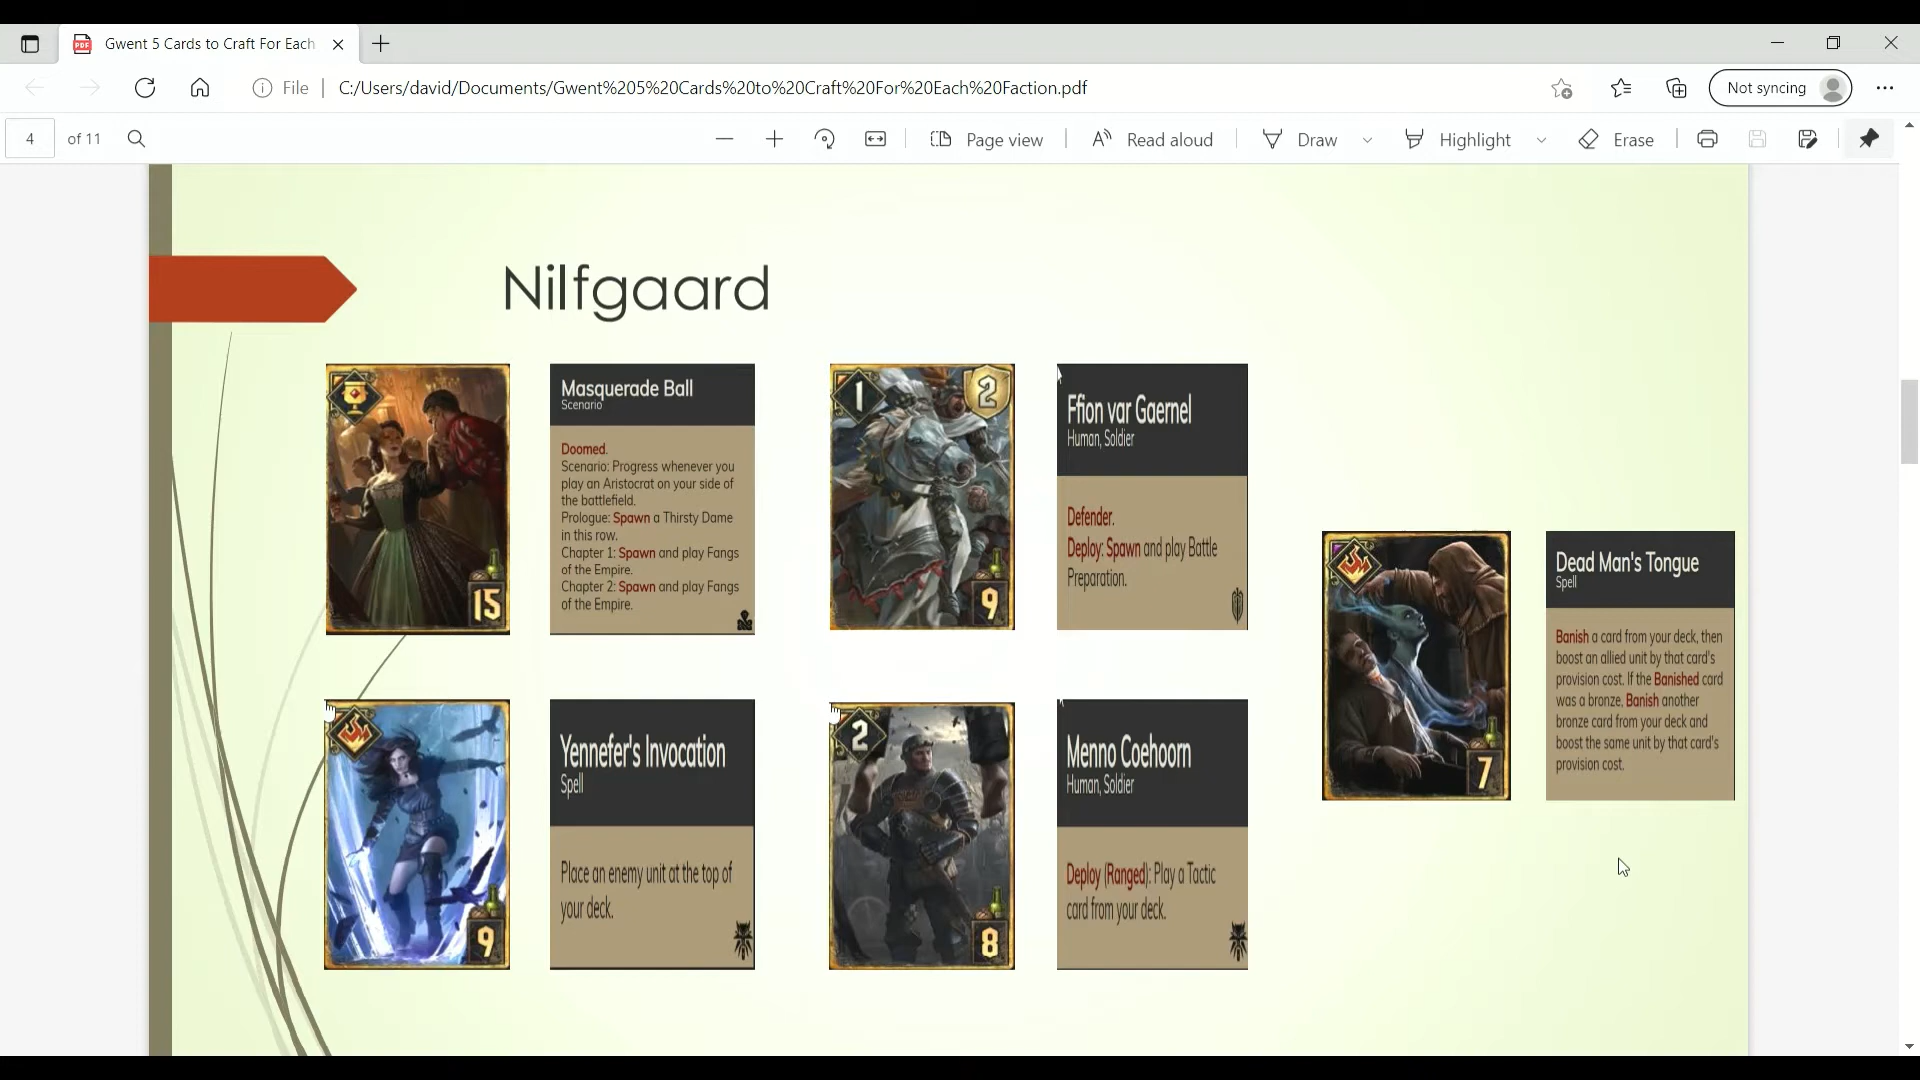 Gwent 5 Cards to Craft For Each
File
C:/Users/david/Documents/Gwent%205%20Cards%20to%20Craft%20For%20Each%20Faction.pdf
Not syncing
4 of 11
Page view
Read aloud
Draw
Highlight
Erase
Nilfgaard
15
Masquerade Ball
Scenario
Doomed.
Scenario: Progress whenever you
play an Aristocrat on your side of
the battlefield.
Prologue: Spawn a Thirsty Dame
in this row.
Chapter 1: Spawn and play Fangs
of the Empire.
Chapter 2: Spawn and play Fangs
of the Empire.
1
2
9
Ffion var Gaernel
Human, Soldier
Defender.
Deploy: Spawn and play Battle
Preparation.
9
Yennefer's Invocation
Spell
Place an enemy unit at the top of
your deck.
2
8
Menno Coehoorn
Human, Soldier
Deploy (Ranged): Play a Tactic
card from your deck.
7
Dead Man's Tongue
Spell
Banish a card from your deck, then
boost an allied unit by that card's
provision cost. If the Banished card
was a bronze, Banish another
bronze card from your deck and
boost the same unit by that card's
provision cost.